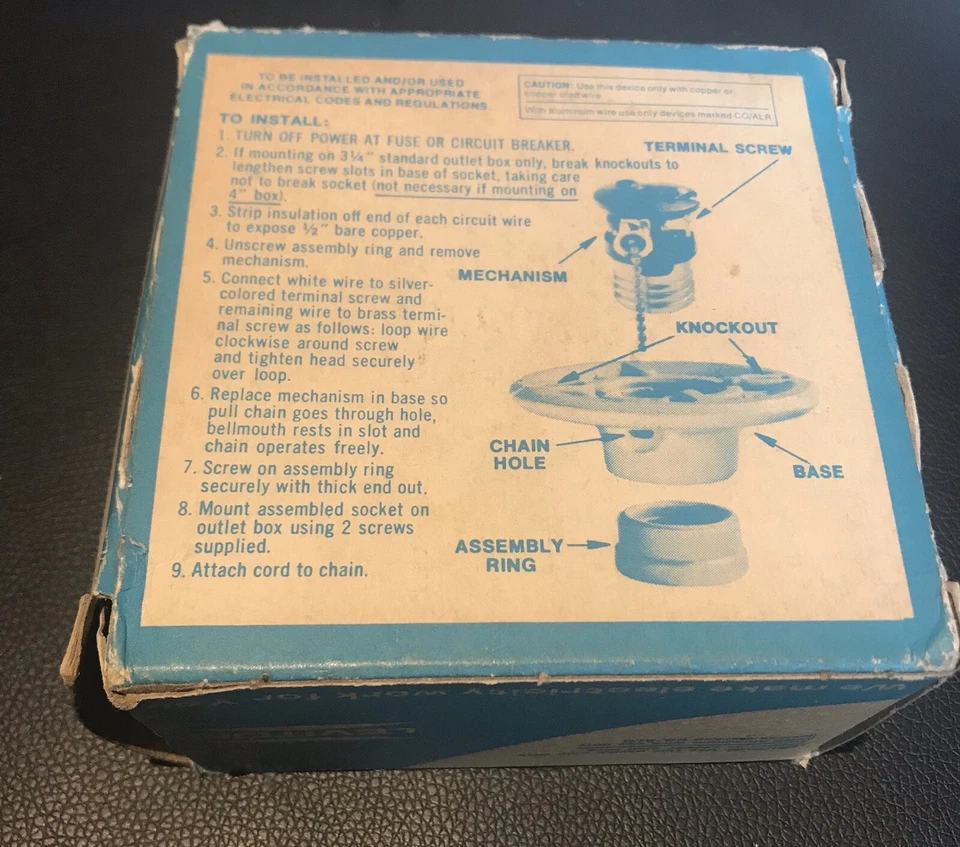 TO BE INSTALLED AND/OR USED
IN ACCORDANCE WITH APPROPRIATE
ELECTRICAL CODES AND REGULATIONS
CAUTION: Use this device only with copper or
copper clad wire.
With aluminum wire use only devices marked CO/ALR
TO INSTALL:
1. TURN OFF POWER AT FUSE OR CIRCUIT BREAKER.
2. If mounting on 3¼" standard outlet box only, break knockouts to
lengthen screw slots in base of socket, taking care
not to break socket (not necessary if mounting on
4" box).
3. Strip insulation off end of each circuit wire
to expose ½" bare copper.
4. Unscrew assembly ring and remove
mechanism.
5. Connect white wire to silver-
colored terminal screw and
remaining wire to brass termi-
nal screw as follows: loop wire
clockwise around screw
and tighten head securely
over loop.
6. Replace mechanism in base so
pull chain goes through hole,
bellmouth rests in slot and
chain operates freely.
7. Screw on assembly ring
securely with thick end out.
8. Mount assembled socket on
outlet box using 2 screws
supplied.
9. Attach cord to chain.
TERMINAL SCREW
MECHANISM
KNOCKOUT
CHAIN
HOLE
BASE
ASSEMBLY
RING
We make electricity work for